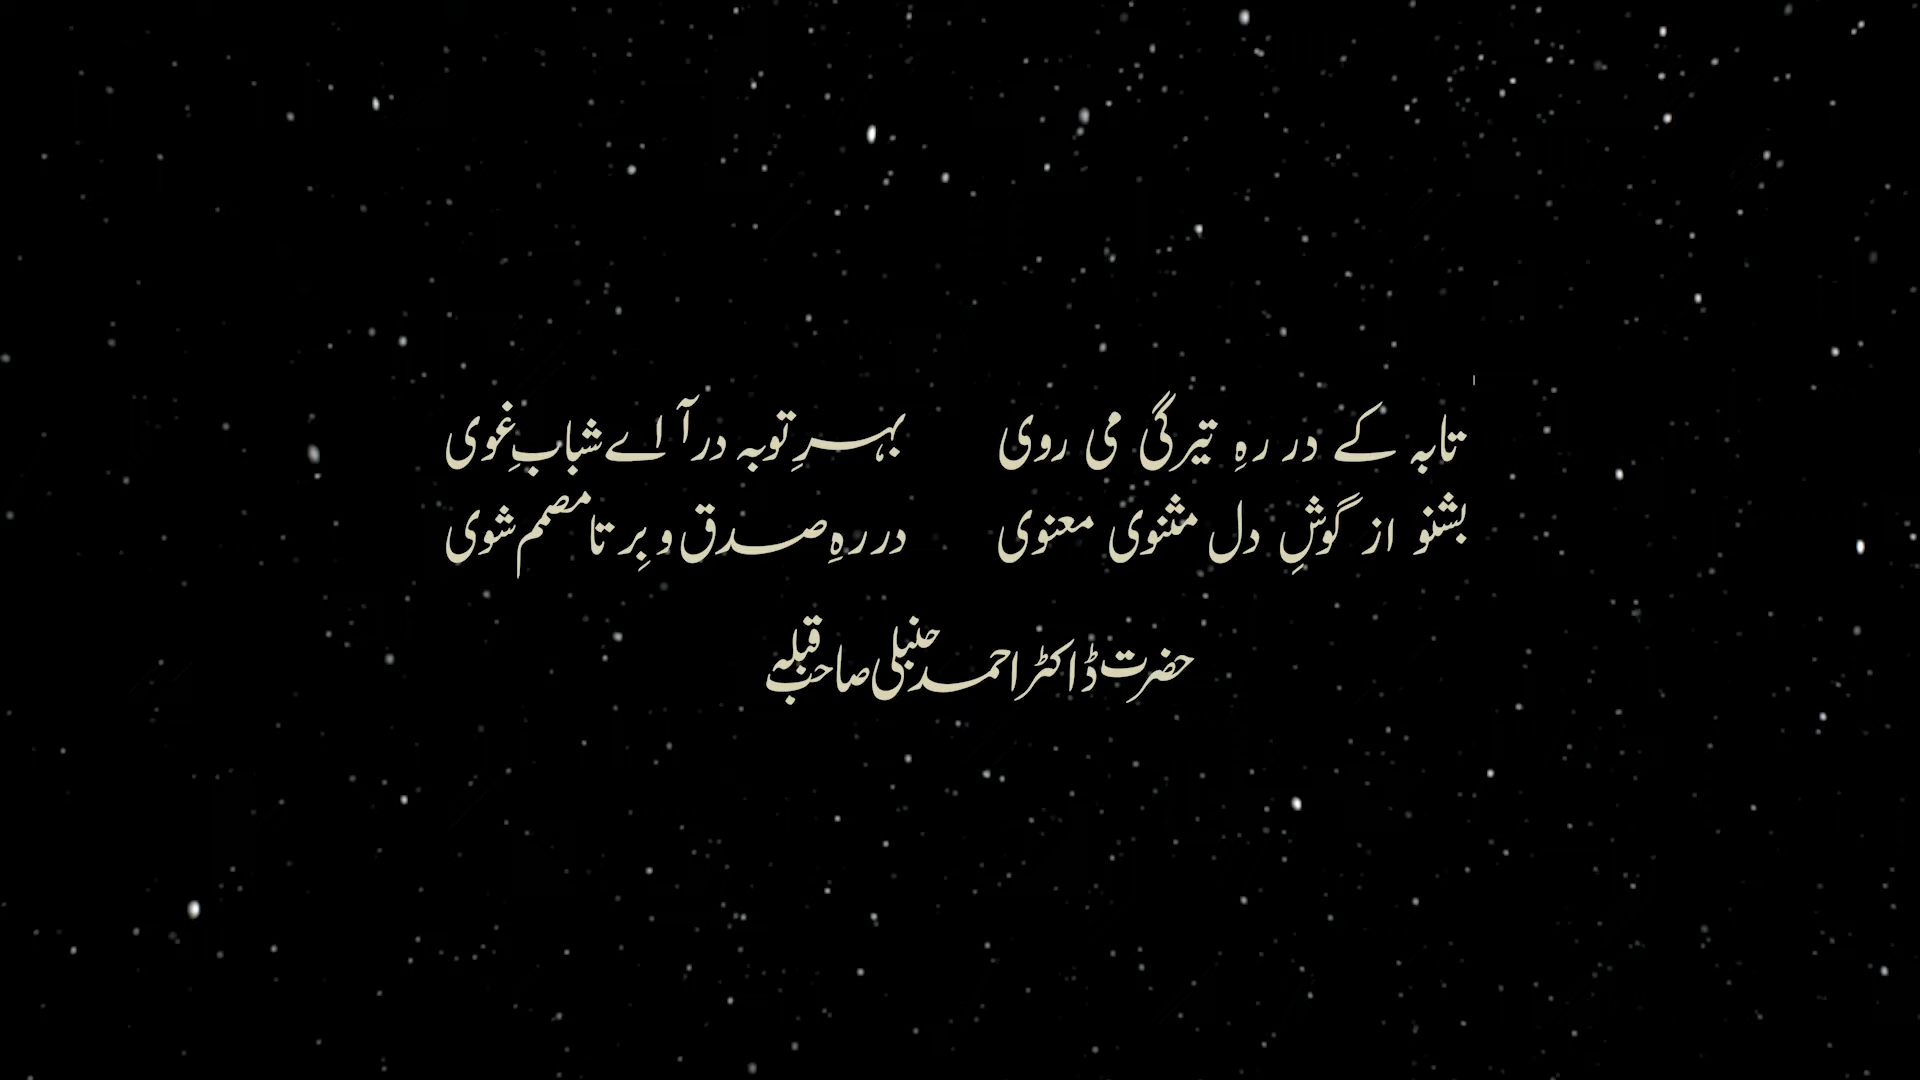 تابہ کے در رہِ تیرگی می روی بہرِ توبہ در آ اے شبابِ غوی
بشنو از گوشِ دل مثنوی معنوی در رہِ صدق و بِر تا مصمم شوی
حضرت ڈاکٹر احمد حنبلی صاحب قبلہ